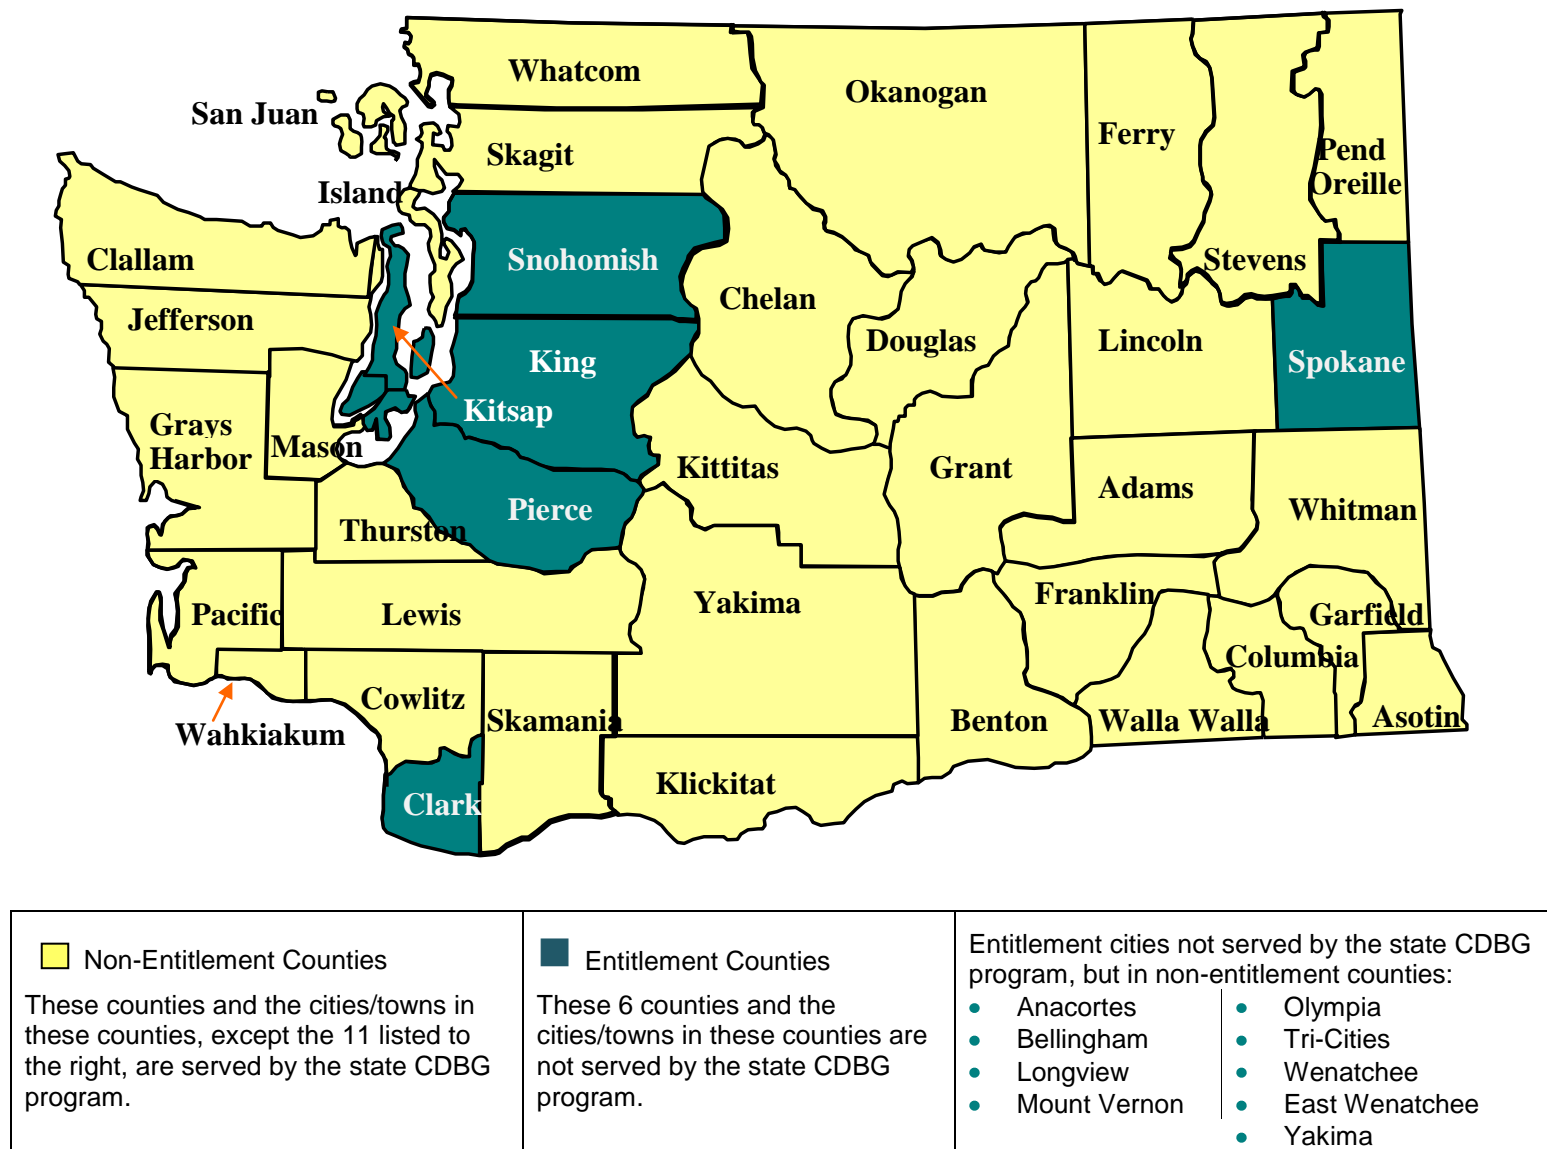 Whatcom
Okanogan
San Juan
Ferry
Skagit
Pend
Oreille
Island
Clallam
Snohomish
Stevens
Chelan
Jefferson
Douglas
Lincoln
King
Spokane
Kitsap
Grays
Harbor
Mason
Kittitas
Grant
Adams
Pierce
Whitman
Thurston
Yakima
Franklin
Pacific
Lewis
Garfield
Columbia
Cowlitz
Skamania
Benton
Walla Walla
Asotin
Wahkiakum
Klickitat
Clark
Non-Entitlement Counties
These counties and the cities/towns in
these counties, except the 11 listed to
the right, are served by the state CDBG
program.
Entitlement Counties
These 6 counties and the
cities/towns in these counties are
not served by the state CDBG
program.
Entitlement cities not served by the state CDBG
program, but in non-entitlement counties:
• Anacortes
• Bellingham
• Longview
• Mount Vernon
• Olympia
• Tri-Cities
• Wenatchee
• East Wenatchee
• Yakima